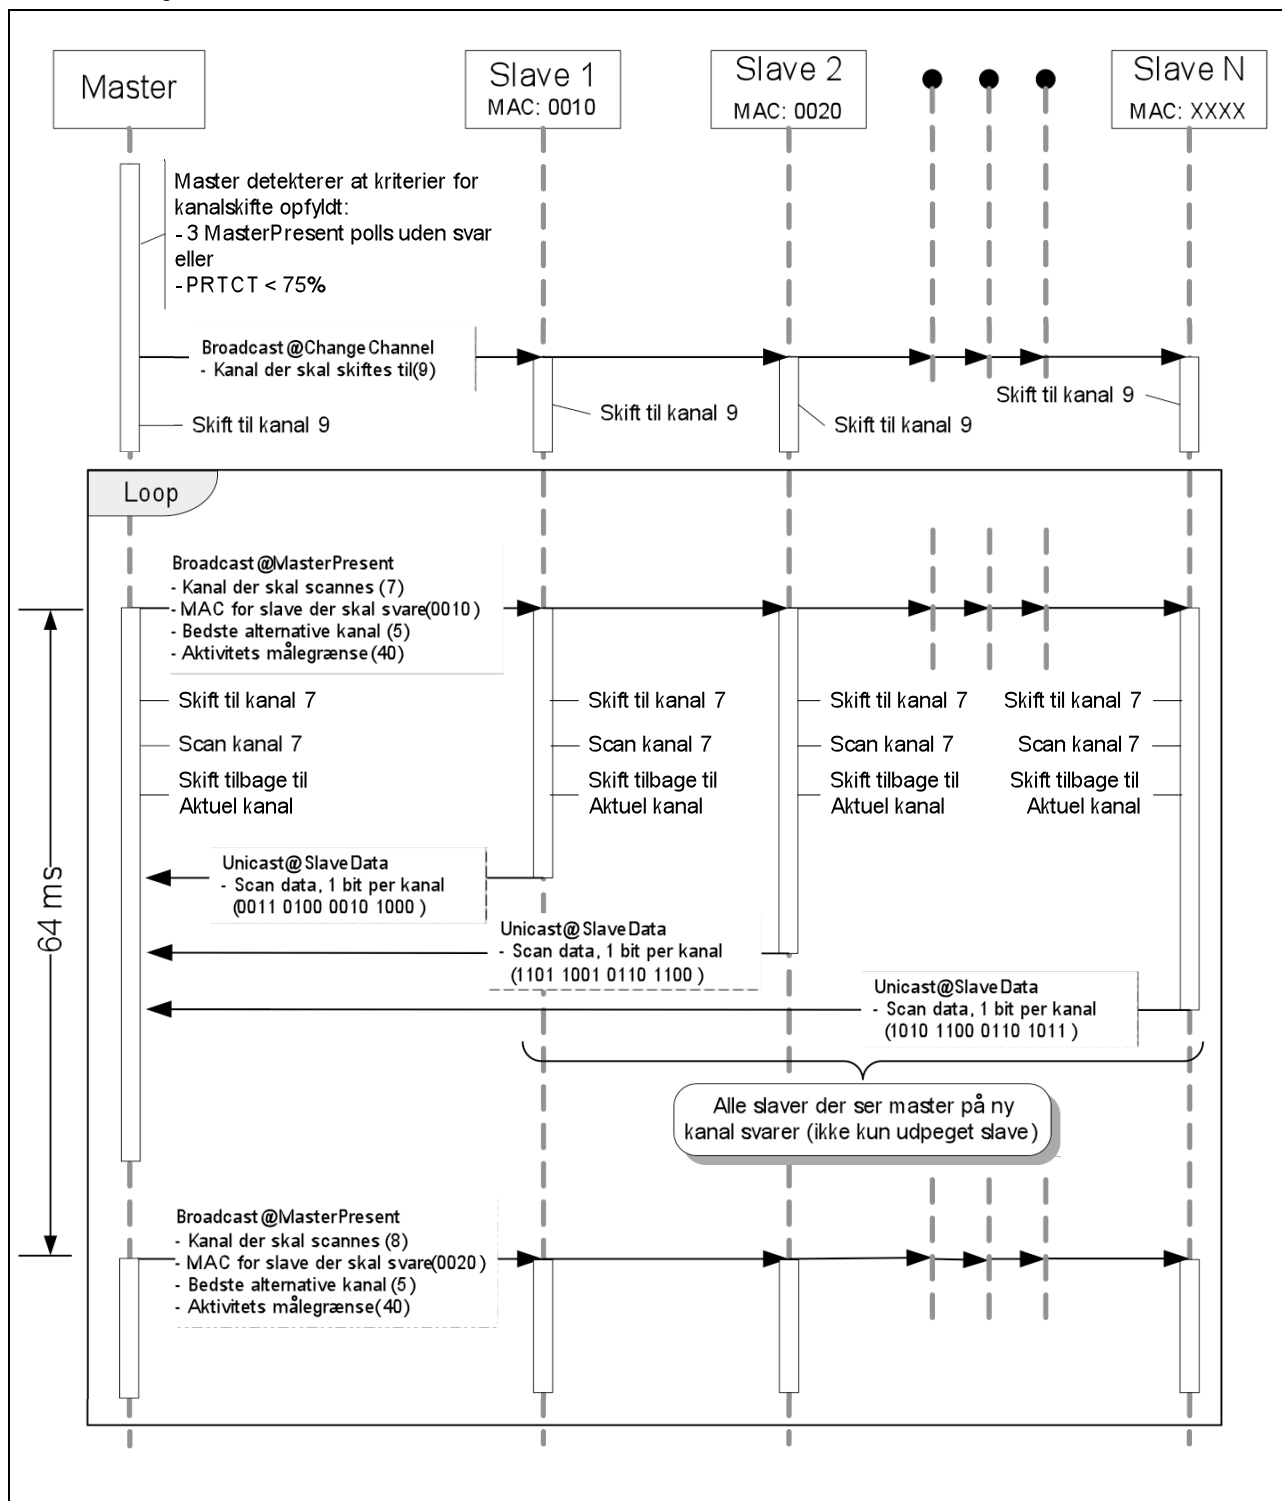 Master
Slave 1
MAC: 0010
Slave 2
MAC: 0020
Slave N
MAC: XXXX
Master detekterer at kriterier for
kanalskifte opfyldt:
- 3 MasterPresent polls uden svar
eller
- PRTCT < 75%
Broadcast@ChangeChannel
- Kanal der skal skiftes til(9)
Skift til kanal 9
Skift til kanal 9
Skift til kanal 9
Skift til kanal 9
Loop
Broadcast@MasterPresent
- Kanal der skal scannes (7)
- MAC for slave der skal svare(0010)
- Bedste alternative kanal (5)
- Aktivitets målegrænse(40)
Skift til kanal 7
Scan kanal 7
Skift tilbage til
Aktuel kanal
Skift til kanal 7
Scan kanal 7
Skift tilbage til
Aktuel kanal
Skift til kanal 7
Scan kanal 7
Skift tilbage til
Aktuel kanal
Skift til kanal 7
Scan kanal 7
Skift tilbage til
Aktuel kanal
64 ms
Unicast@SlaveData
- Scan data, 1 bit per kanal
(0011 0100 0010 1000 )
Unicast@SlaveData
- Scan data, 1 bit per kanal
(1101 1001 0110 1100 )
Unicast@SlaveData
- Scan data, 1 bit per kanal
(1010 1100 0110 1011 )
Alle slaver der ser master på ny
kanal svarer (ikke kun udpeget slave)
Broadcast@MasterPresent
- Kanal der skal scannes (8)
- MAC for slave der skal svare(0020)
- Bedste alternative kanal (5)
- Aktivitets målegrænse(40)